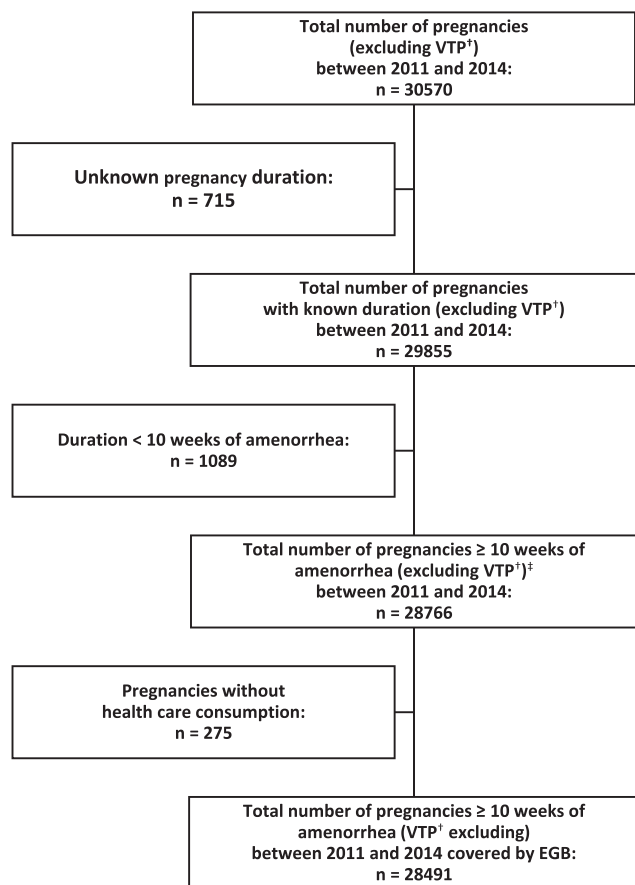 Total number of pregnancies
(excluding VTP†)
between 2011 and 2014:
n = 30570
Unknown pregnancy duration:
n = 715
Total number of pregnancies
with known duration (excluding VTP†)
between 2011 and 2014:
n = 29855
Duration < 10 weeks of amenorrhea:
n = 1089
Total number of pregnancies ≥ 10 weeks of
amenorrhea (excluding VTP†)‡
between 2011 and 2014:
n = 28766
Pregnancies without
health care consumption:
n = 275
Total number of pregnancies ≥ 10 weeks of
amenorrhea (VTP† excluding)
between 2011 and 2014 covered by EGB:
n = 28491